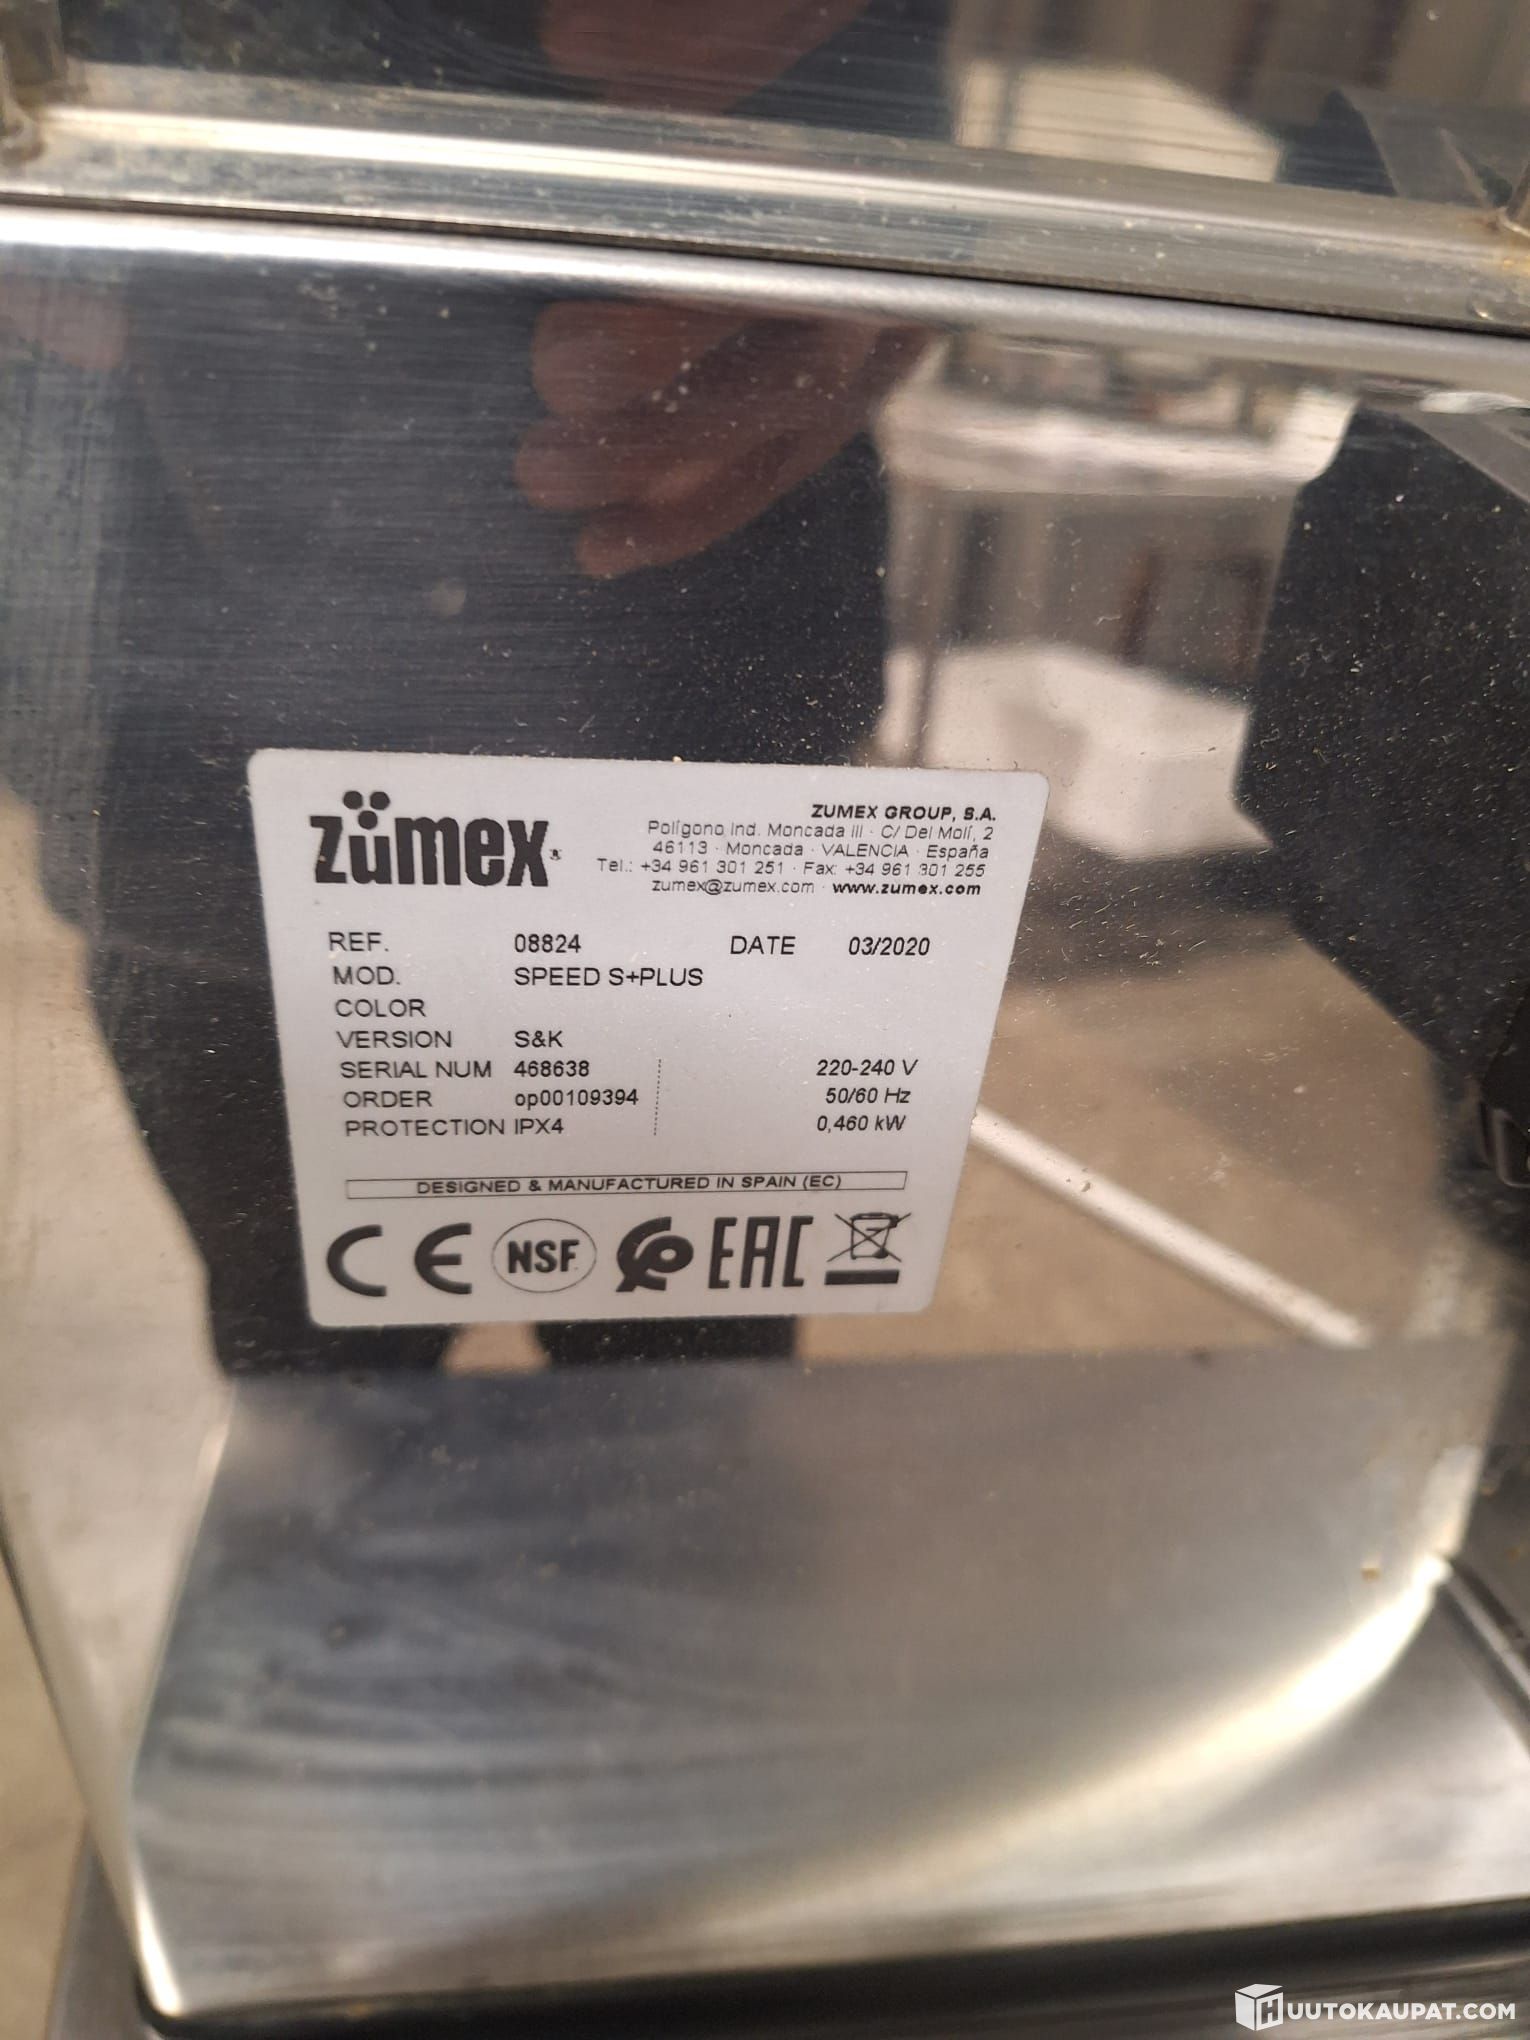 zümex®
ZUMEX GROUP, S.A.
Polígono Ind. Moncada III · C/ Del Molí, 2
46113 · Moncada · VALENCIA · España
Tel.: +34 961 301 251 · Fax: +34 961 301 255
zumex@zumex.com · www.zumex.com
REF. 08824 DATE 03/2020
MOD. SPEED S+PLUS
COLOR
VERSION S&K
SERIAL NUM 468638 220-240 V
ORDER op00109394 50/60 Hz
PROTECTION IPX4 0,460 kW
DESIGNED & MANUFACTURED IN SPAIN (EC)
CE NSF EAC
HUUTOKAUPAT.COM